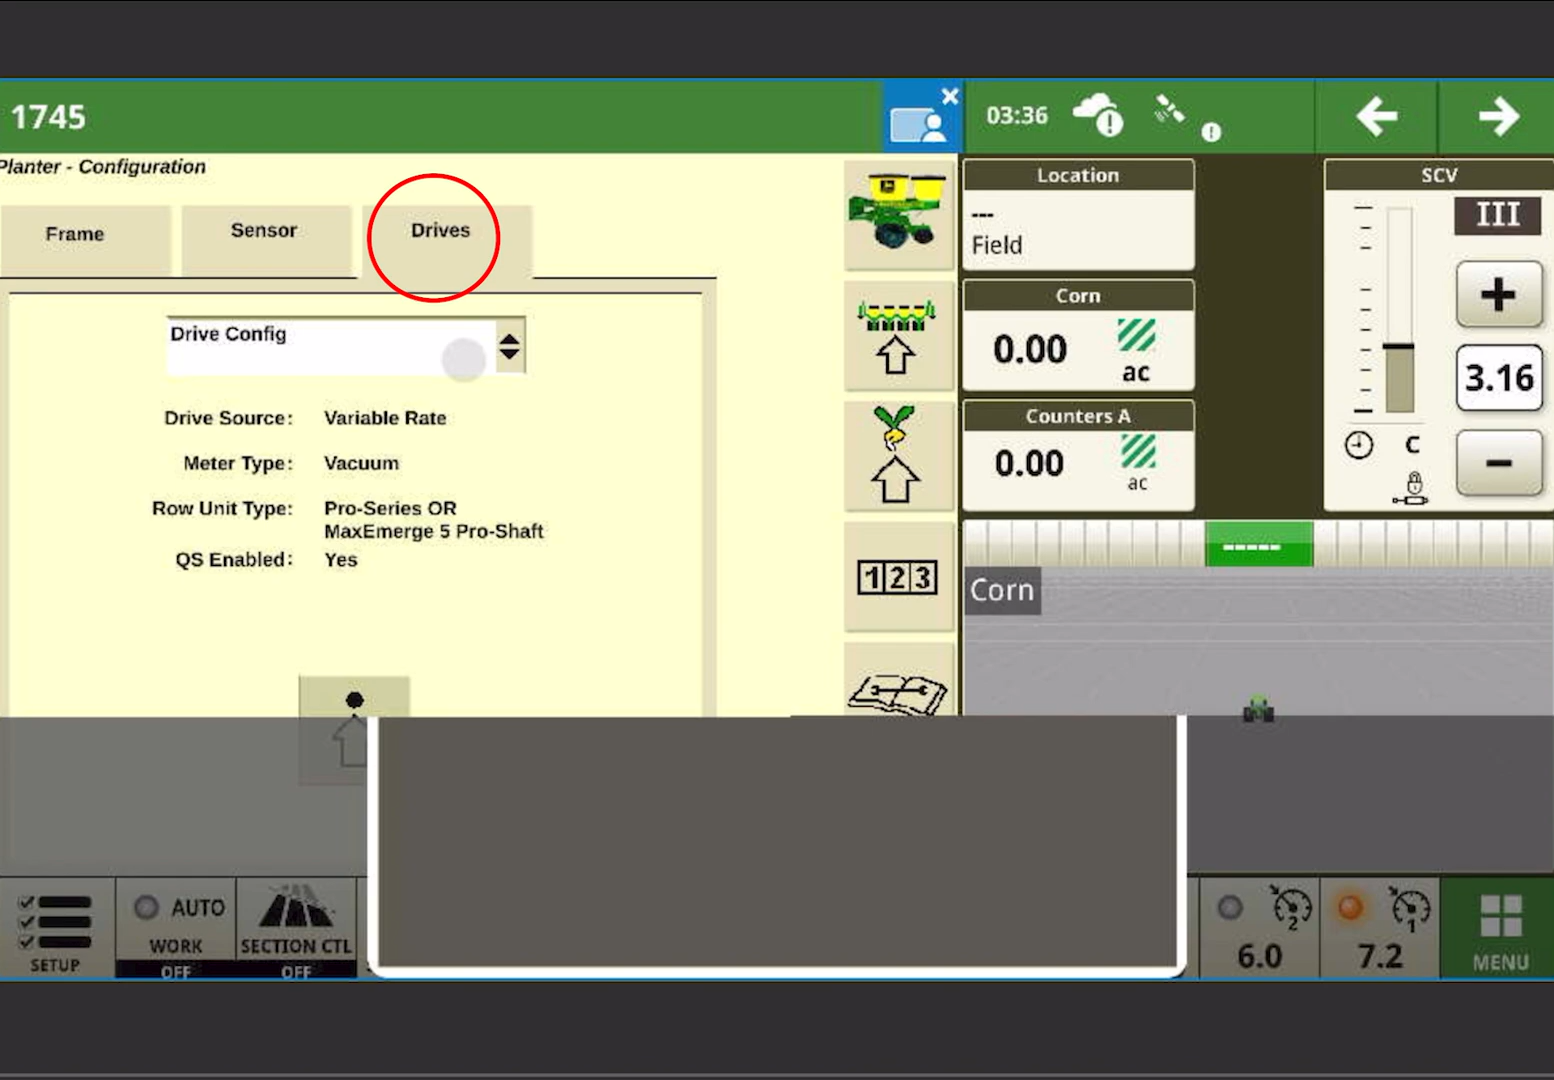 1745
03:36
Planter - Configuration
Frame
Sensor
Drives
Drive Config
Drive Source: Variable Rate
Meter Type: Vacuum
Row Unit Type: Pro-Series OR
MaxEmerge 5 Pro-Shaft
QS Enabled: Yes
123
Location
---
Field
Corn
0.00
ac
Counters A
0.00
ac
SCV
III
+
3.16
-
C
-----
Corn
SETUP
AUTO
WORK
OFF
SECTION CTL
OFF
2
6.0
1
7.2
MENU